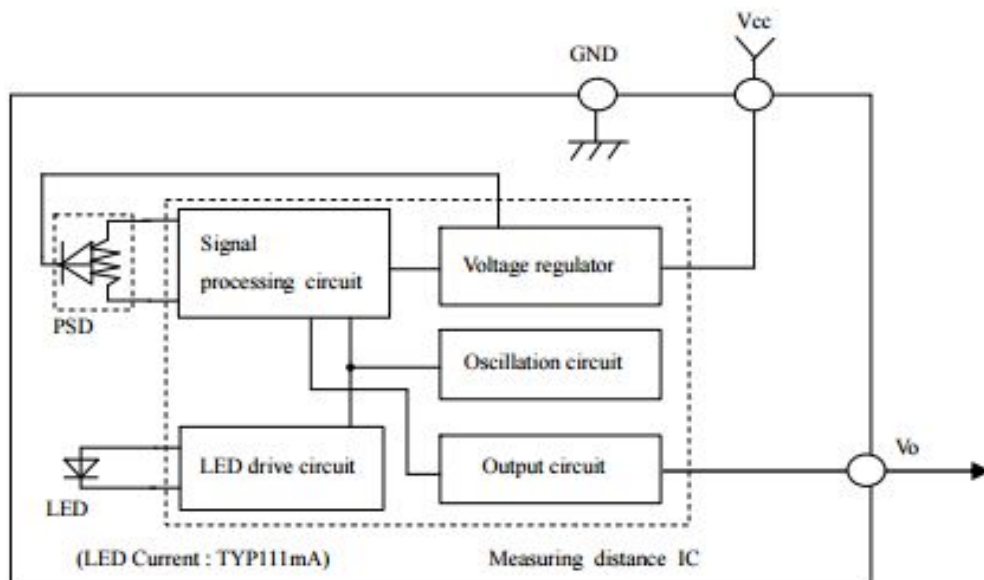 Vcc
GND
Signal
processing circuit
Voltage regulator
PSD
Oscillation circuit
LED drive circuit
Output circuit
Vo
LED
(LED Current : TYP111mA)
Measuring distance IC